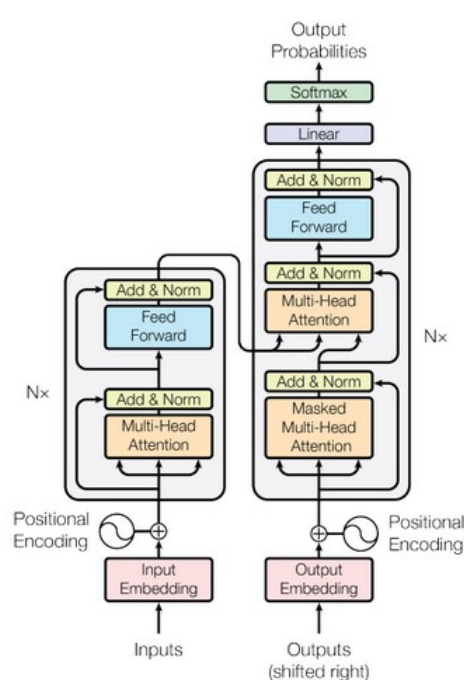 Output
Probabilities
Softmax
Linear
Add & Norm
Feed
Forward
Add & Norm
Multi-Head
Attention
Add & Norm
Masked
Multi-Head
Attention
Nx
Add & Norm
Feed
Forward
Add & Norm
Multi-Head
Attention
Nx
Positional
Encoding
Positional
Encoding
Input
Embedding
Output
Embedding
Inputs
Outputs
(shifted right)